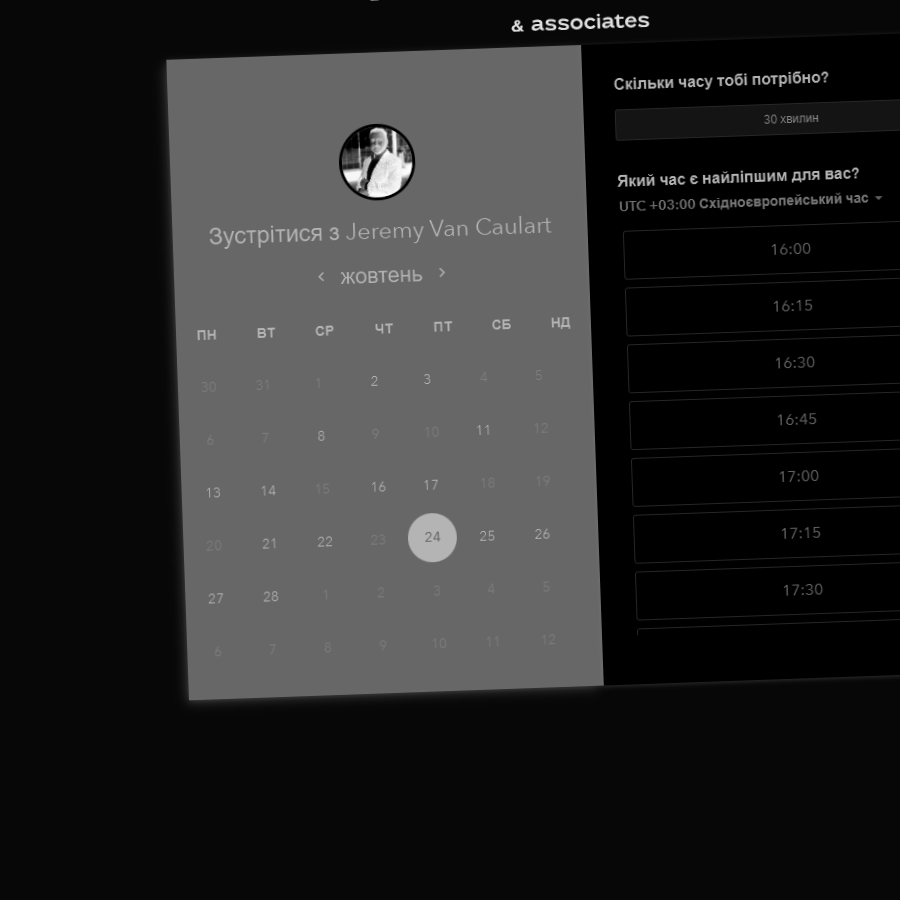 & associates
Зустрітися з Jeremy Van Caulart
жовтень
ПН ВТ СР ЧТ ПТ СБ НД
30 31 1 2 3 4 5
6 7 8 9 10 11 12
13 14 15 16 17 18 19
20 21 22 23 24 25 26
27 28 1 2 3 4 5
6 7 8 9 10 11 12
Скільки часу тобі потрібно?
30 хвилин
Який час є найліпшим для вас?
UTC +03:00 Східноєвропейський час
16:00
16:15
16:30
16:45
17:00
17:15
17:30